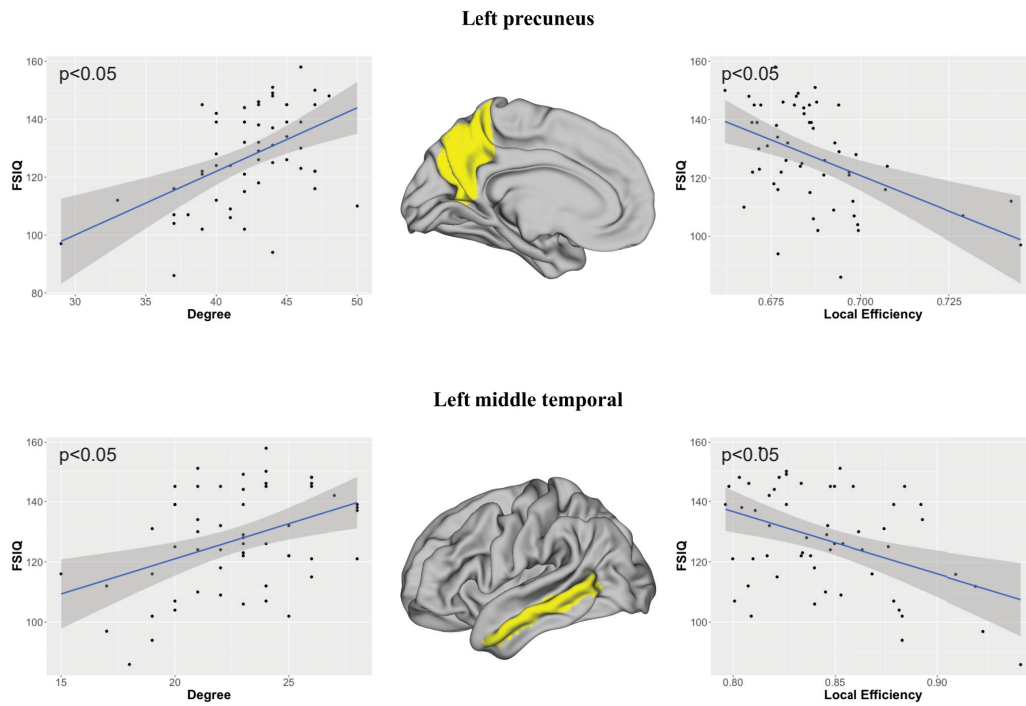 Left precuneus
p<0.05
FSIQ
160
140
120
100
80
30
35
40
45
50
Degree
p<0.05
FSIQ
160
140
120
100
0.675
0.700
0.725
Local Efficiency
Left middle temporal
p<0.05
FSIQ
160
140
120
100
15
20
25
Degree
p<0.05
FSIQ
160
140
120
100
0.80
0.85
0.90
Local Efficiency